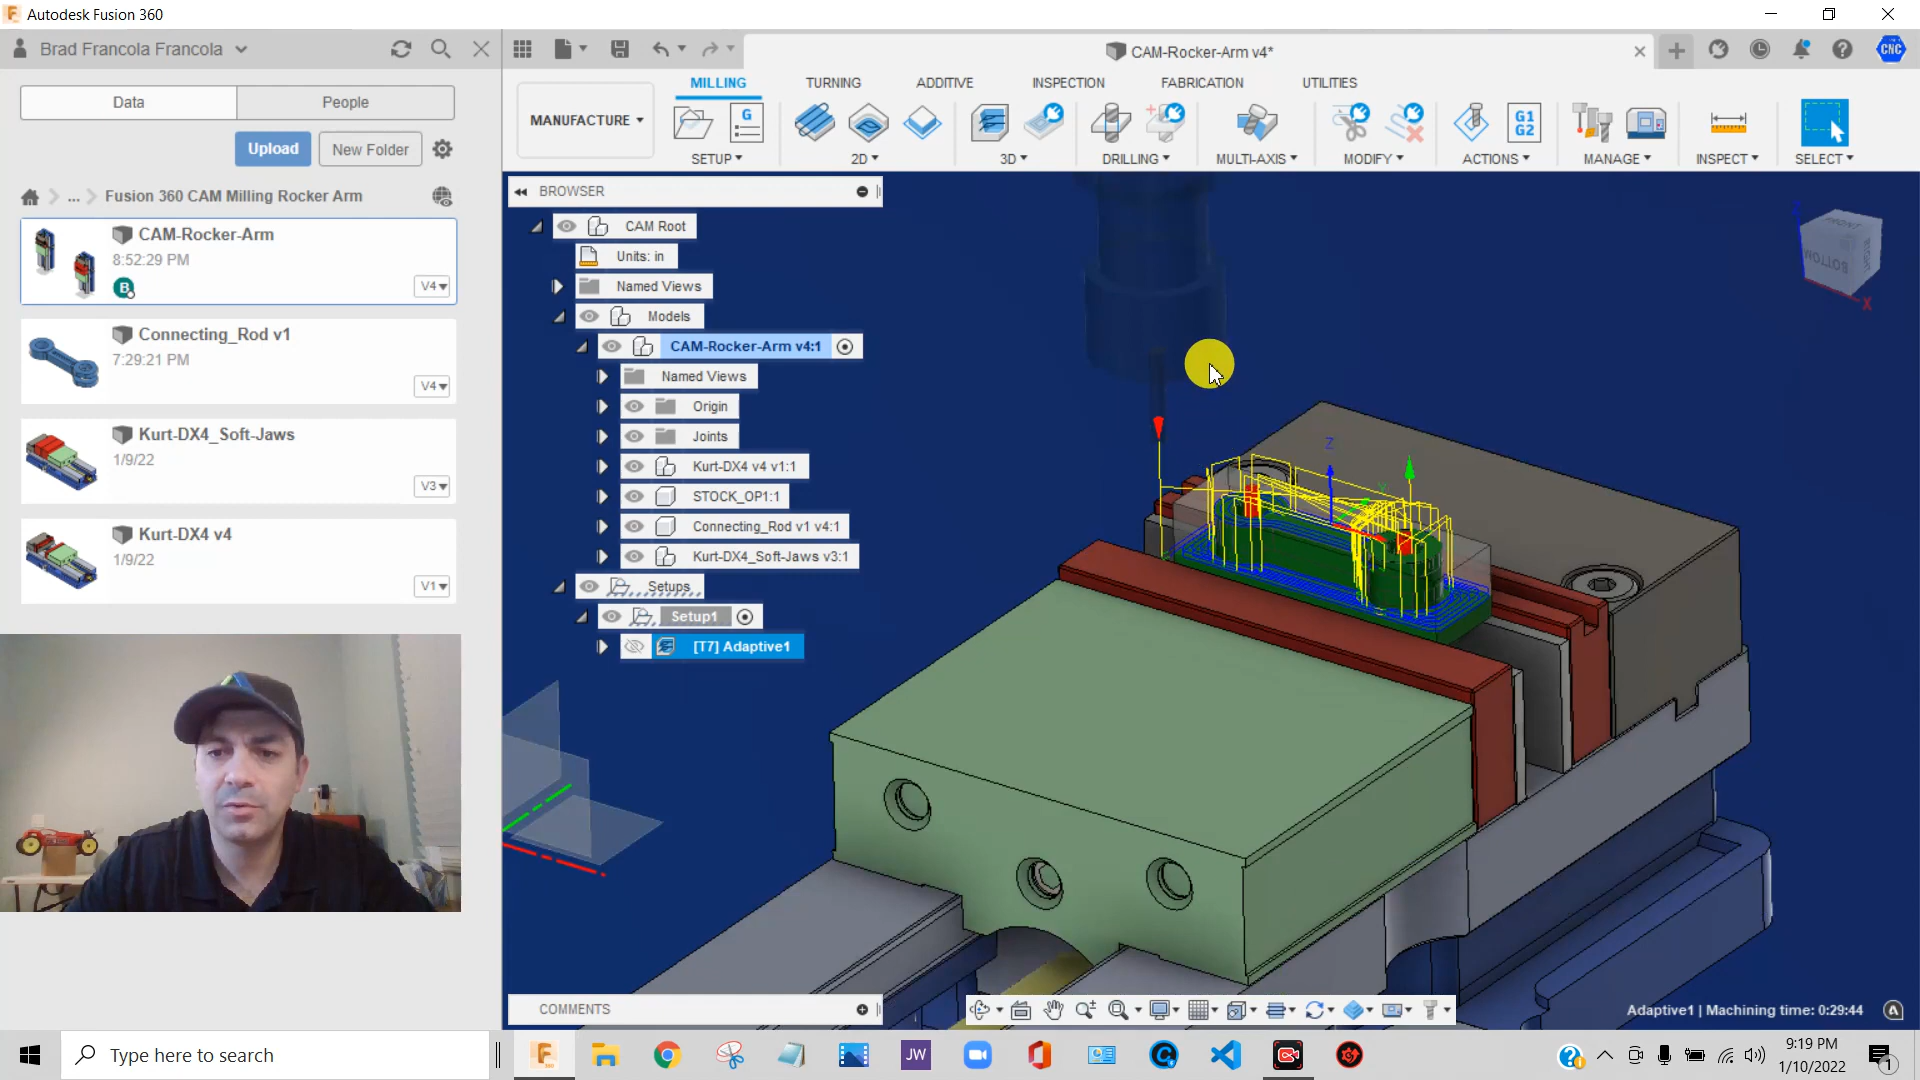 Autodesk Fusion 360
Brad Francola Francola
CAM-Rocker-Arm v4*
CNC
Data
People
Upload
New Folder
... Fusion 360 CAM Milling Rocker Arm
CAM-Rocker-Arm
8:52:29 PM
B
V4
Connecting_Rod v1
7:29:21 PM
V4
Kurt-DX4_Soft-Jaws
1/9/22
V3
Kurt-DX4 v4
1/9/22
V1
MILLING
TURNING
ADDITIVE
INSPECTION
FABRICATION
UTILITIES
MANUFACTURE
G
G1
G2
SETUP
2D
3D
DRILLING
MULTI-AXIS
MODIFY
ACTIONS
MANAGE
INSPECT
SELECT
BROWSER
CAM Root
Units: in
Named Views
Models
CAM-Rocker-Arm v4:1
Named Views
Origin
Joints
Kurt-DX4 v4 v1:1
STOCK_OP1:1
Connecting_Rod v1 v4:1
Kurt-DX4_Soft-Jaws v3:1
Setups
Setup1
[T7] Adaptive1
Z
X
BOTTOM
Z
Y
COMMENTS
Adaptive1 | Machining time: 0:29:44
Type here to search
JW
9:19 PM
1/10/2022
1